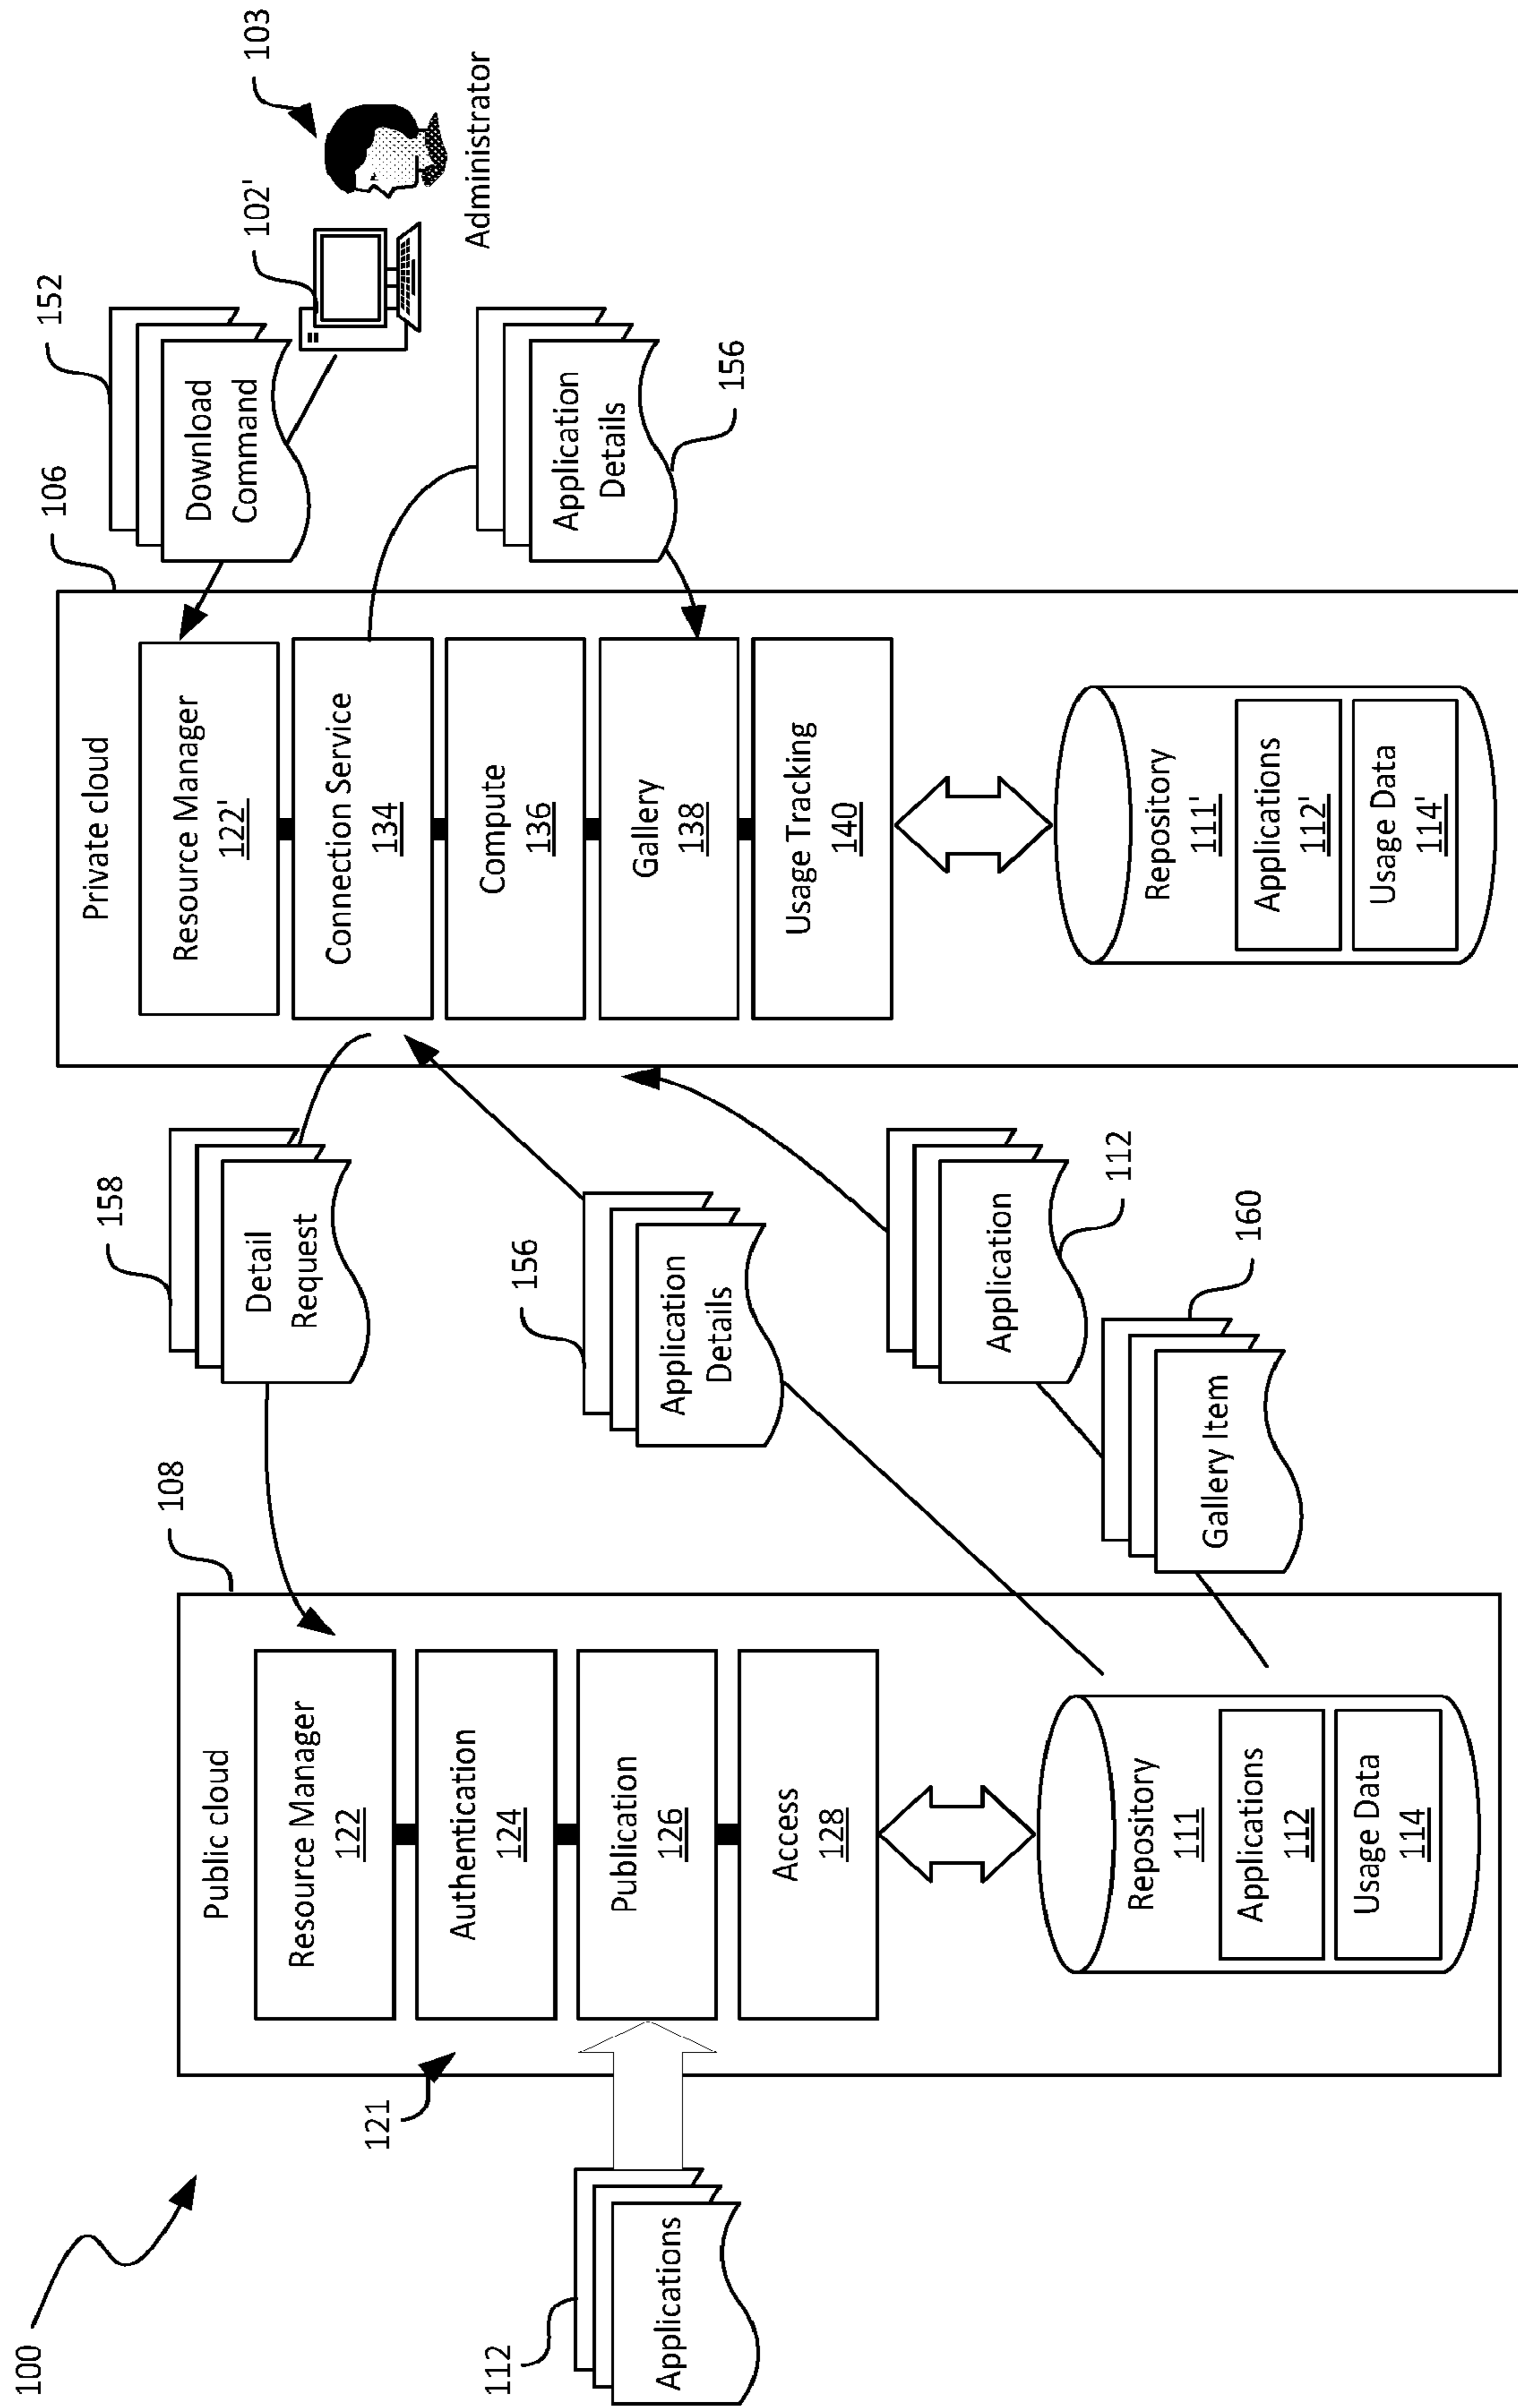 100
112
Applications
121
108
Public cloud
Resource Manager
122
Authentication
124
Publication
126
Access
128
Repository
111
Applications
112
Usage Data
114
158
Detail
Request
156
Application
Details
Application
112
Gallery Item
160
106
Private cloud
Resource Manager
122'
Connection Service
134
Compute
136
Gallery
138
Usage Tracking
140
Repository
111'
Applications
112'
Usage Data
114'
152
Download
Command
102'
103
Administrator
Application
Details
156